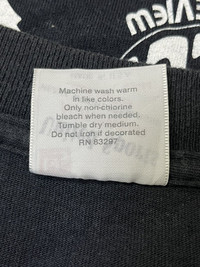 VIEW
Machine wash warm
in like colors.
Only non-chlorine
bleach when needed.
Tumble dry medium.
Do not iron if decorated
RN 83297